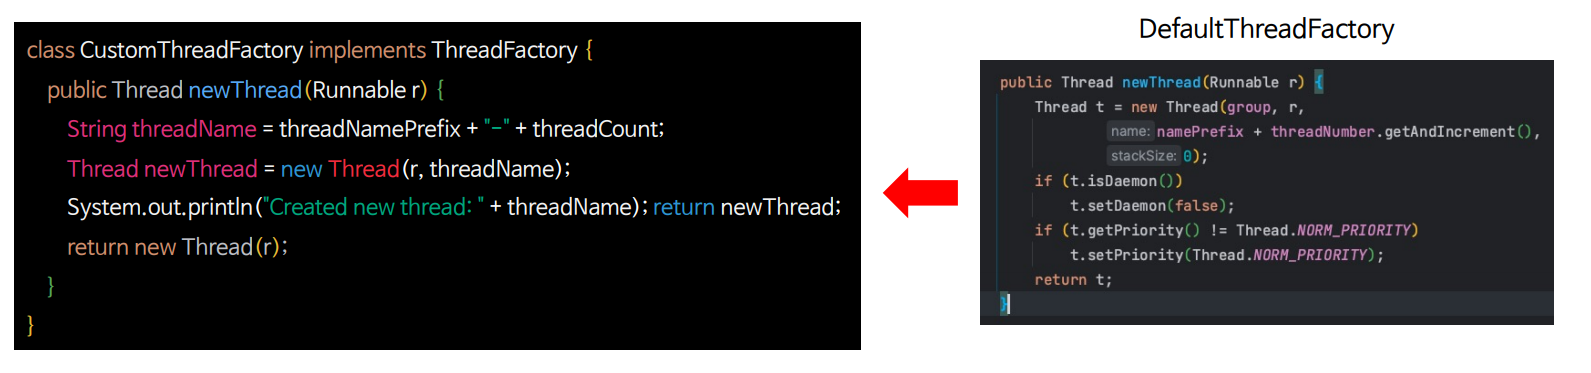 class CustomThreadFactory implements ThreadFactory {
public Thread newThread(Runnable r) {
String threadName = threadNamePrefix + "-" + threadCount;
Thread newThread = new Thread(r, threadName);
System.out.println("Created new thread: " + threadName); return newThread;
return new Thread(r);
}
}
DefaultThreadFactory
public Thread newThread(Runnable r) {
Thread t = new Thread(group, r,
name: namePrefix + threadNumber.getAndIncrement(),
stackSize: 0);
if (t.isDaemon())
t.setDaemon(false);
if (t.getPriority() != Thread.NORM_PRIORITY)
t.setPriority(Thread.NORM_PRIORITY);
return t;
}